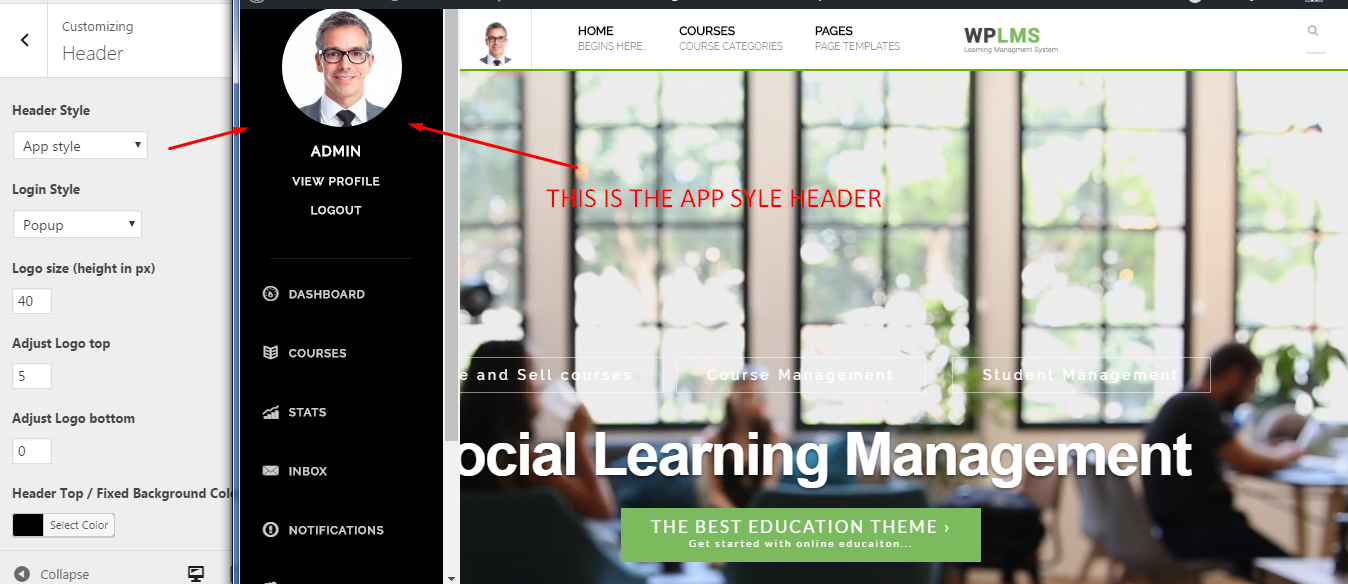 Customizing
Header
Header Style
App style
Login Style
Popup
Logo size (height in px)
40
Adjust Logo top
5
Adjust Logo bottom
0
Header Top / Fixed Background Colo
Select Color
Collapse
ADMIN
VIEW PROFILE
LOGOUT
DASHBOARD
COURSES
STATS
INBOX
NOTIFICATIONS
HOME
BEGINS HERE..
COURSES
COURSE CATEGORIES
PAGES
PAGE TEMPLATES
WPLMS
Learning Managment System
THIS IS THE APP SYLE HEADER
e and Sell courses
Course Management
Student Management
ocial Learning Management
THE BEST EDUCATION THEME ›
Get started with online educaiton...